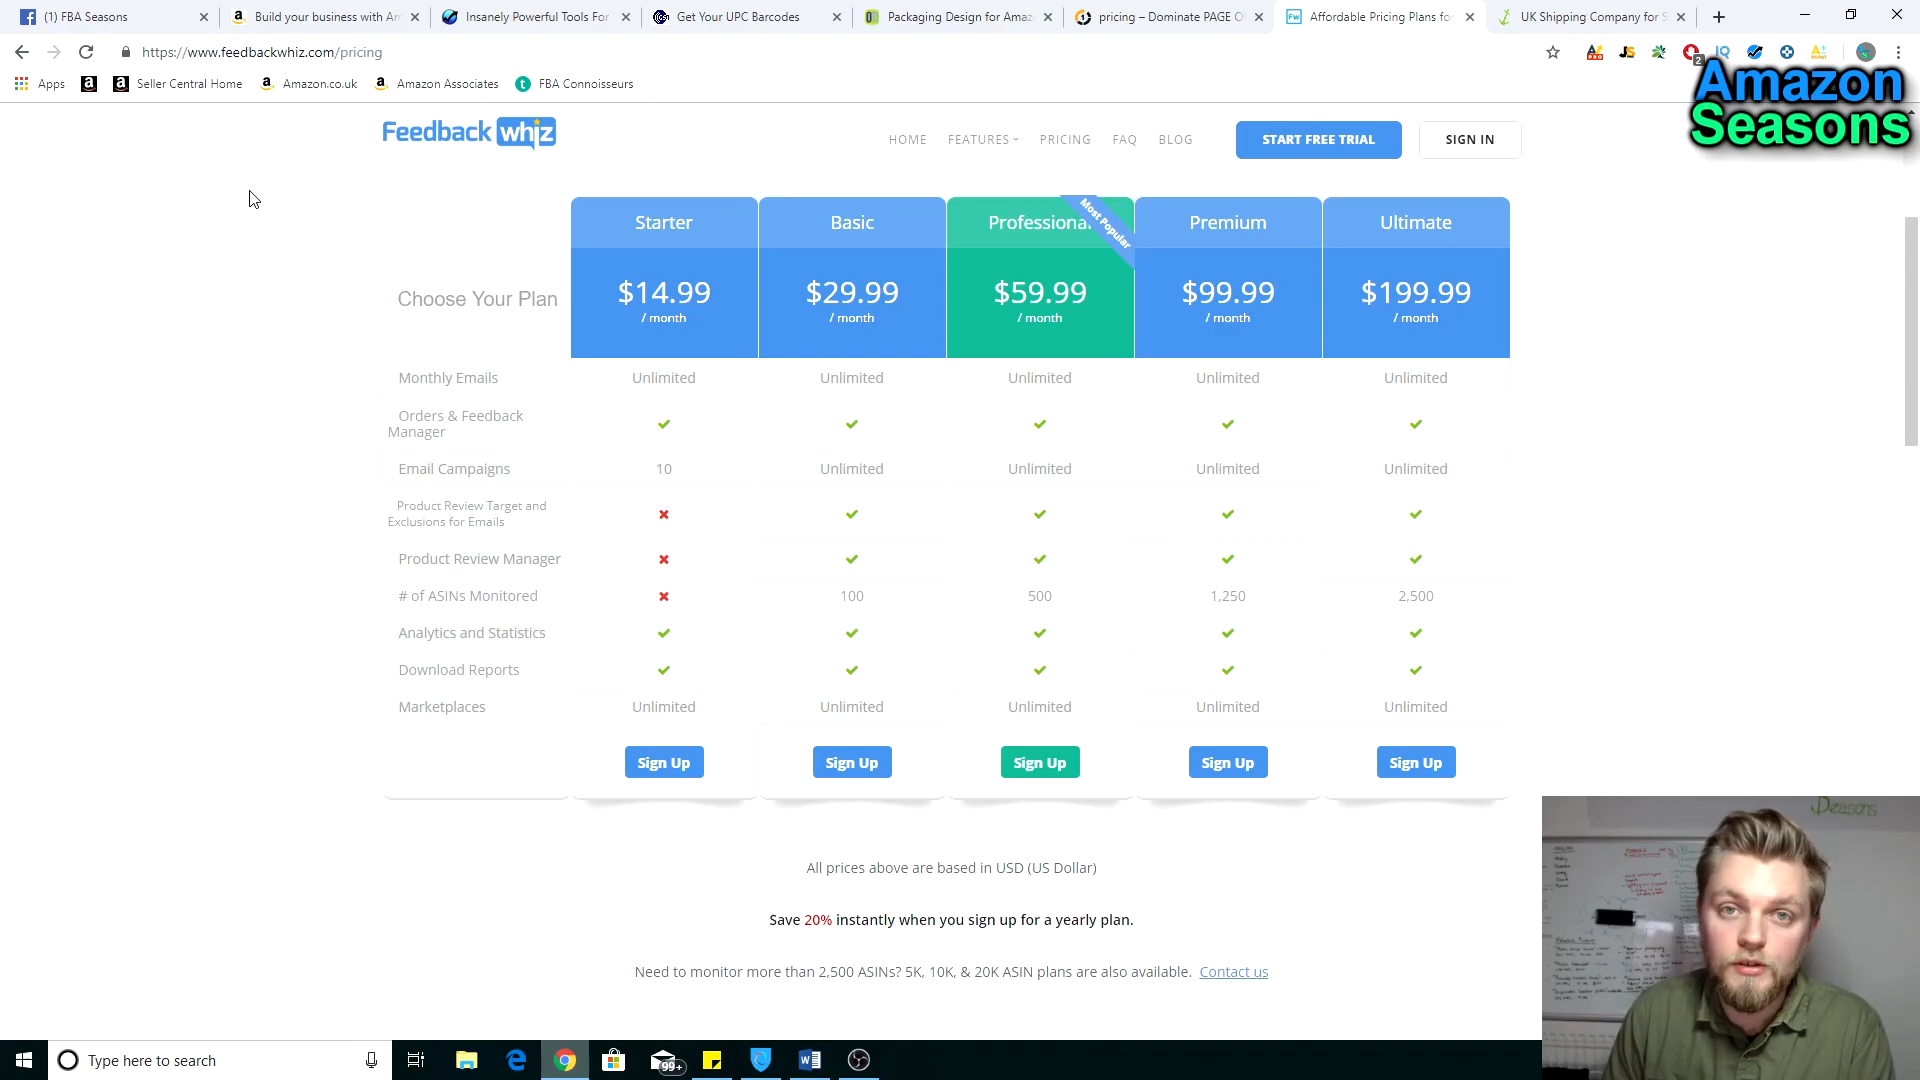 (1) FBA Seasons
Build your business with Am
Insanely Powerful Tools For
Get Your UPC Barcodes
Packaging Design for Amaz
pricing – Dominate PAGE O
Affordable Pricing Plans fo
UK Shipping Company for S
https://www.feedbackwhiz.com/pricing
2
Apps
Seller Central Home
Amazon.co.uk
Amazon Associates
FBA Connoisseurs
Amazon
Seasons
Feedback whiz
HOME
FEATURES
PRICING
FAQ
BLOG
START FREE TRIAL
SIGN IN
Choose Your Plan
Starter
Basic
Professional
Most Popular
Premium
Ultimate
$14.99
$29.99
$59.99
$99.99
$199.99
/ month
/ month
/ month
/ month
/ month
Monthly Emails
Unlimited
Unlimited
Unlimited
Unlimited
Unlimited
Orders & Feedback
Manager
Email Campaigns
10
Unlimited
Unlimited
Unlimited
Unlimited
Product Review Target and
Exclusions for Emails
Product Review Manager
# of ASINs Monitored
100
500
1,250
2,500
Analytics and Statistics
Download Reports
Marketplaces
Unlimited
Unlimited
Unlimited
Unlimited
Unlimited
Sign Up
Sign Up
Sign Up
Sign Up
Sign Up
All prices above are based in USD (US Dollar)
Save 20% instantly when you sign up for a yearly plan.
Need to monitor more than 2,500 ASINs? 5K, 10K, & 20K ASIN plans are also available. Contact us
Seasons
Type here to search
99+